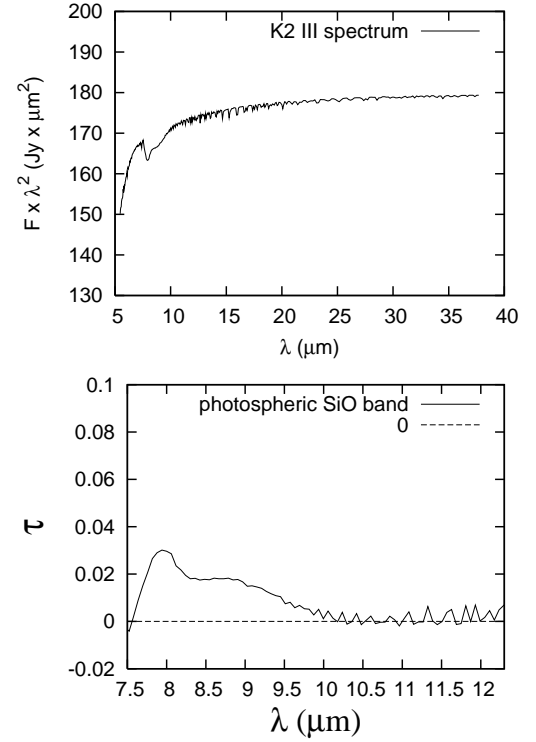 200
190
180
170
160
150
140
130
F x λ² (Jy x μm²)
K2 III spectrum
5 10 15 20 25 30 35 40
λ (μm)
0.1
0.08
0.06
0.04
0.02
0
-0.02
τ
photospheric SiO band
0
7.5 8 8.5 9 9.5 10 10.5 11 11.5 12
λ (μm)